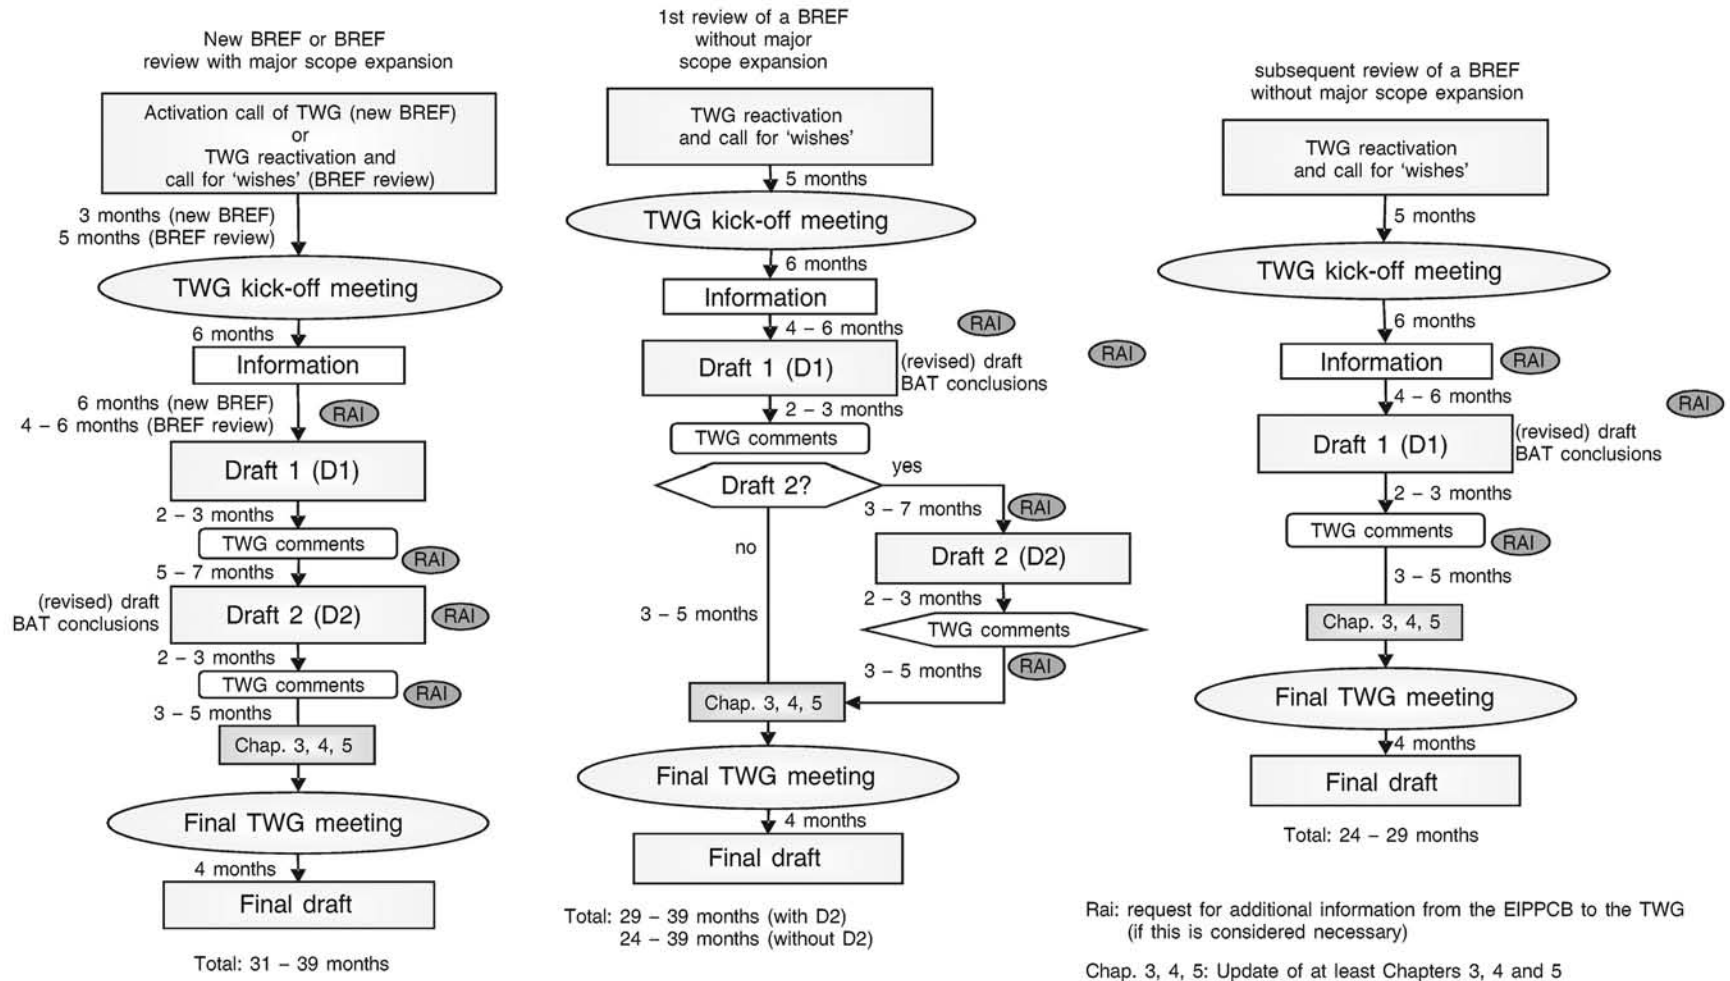 New BREF or BREF
review with major scope expansion
Activation call of TWG (new BREF)
or
TWG reactivation and
call for ‘wishes’ (BREF review)
3 months (new BREF)
5 months (BREF review)
TWG kick-off meeting
6 months
Information
6 months (new BREF)
4 – 6 months (BREF review)
RAI
Draft 1 (D1)
2 – 3 months
TWG comments
RAI
5 – 7 months
(revised) draft
BAT conclusions
Draft 2 (D2)
RAI
2 – 3 months
TWG comments
RAI
3 – 5 months
Chap. 3, 4, 5
Final TWG meeting
4 months
Final draft
Total: 31 – 39 months
1st review of a BREF
without major
scope expansion
TWG reactivation
and call for ‘wishes’
5 months
TWG kick-off meeting
6 months
Information
4 – 6 months
RAI
RAI
Draft 1 (D1)
(revised) draft
BAT conclusions
2 – 3 months
TWG comments
Draft 2?
yes
3 – 7 months
RAI
no
Draft 2 (D2)
2 – 3 months
3 – 5 months
TWG comments
3 – 5 months
RAI
Chap. 3, 4, 5
Final TWG meeting
4 months
Final draft
Total: 29 – 39 months (with D2)
24 – 39 months (without D2)
subsequent review of a BREF
without major scope expansion
TWG reactivation
and call for ‘wishes’
5 months
TWG kick-off meeting
6 months
Information
RAI
4 – 6 months
RAI
Draft 1 (D1)
(revised) draft
BAT conclusions
2 – 3 months
TWG comments
RAI
3 – 5 months
Chap. 3, 4, 5
Final TWG meeting
4 months
Final draft
Total: 24 – 29 months
Rai: request for additional information from the EIPPCB to the TWG
(if this is considered necessary)
Chap. 3, 4, 5: Update of at least Chapters 3, 4 and 5